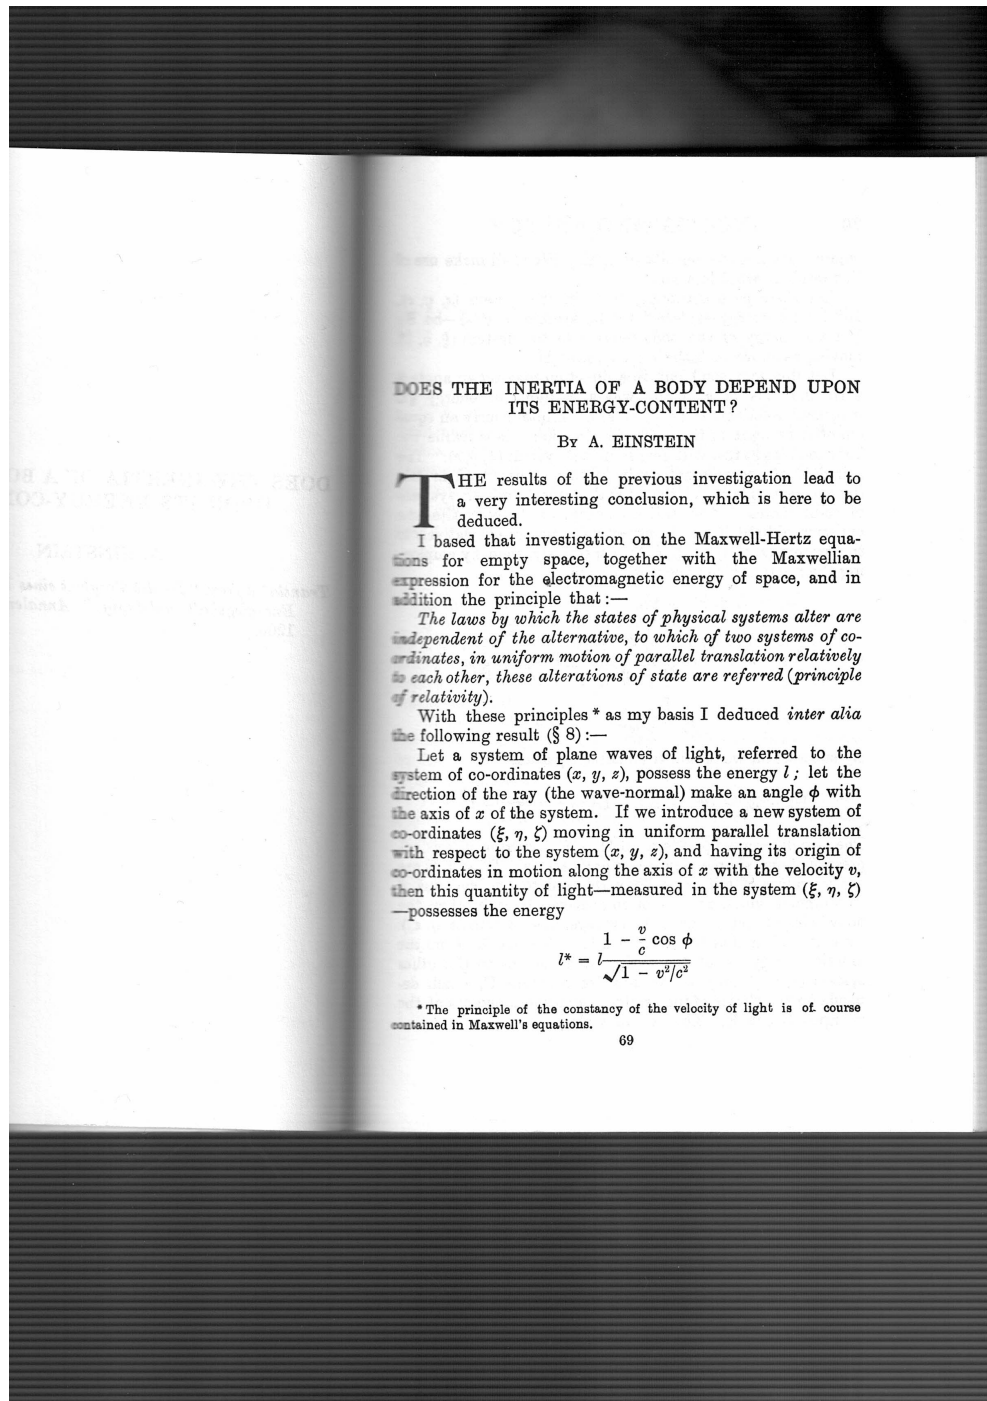 DOES THE INERTIA OF A BODY DEPEND UPON
ITS ENERGY-CONTENT?
By A. EINSTEIN
THE results of the previous investigation lead to
a very interesting conclusion, which is here to be
deduced.
I based that investigation on the Maxwell-Hertz equa-
tions for empty space, together with the Maxwellian
expression for the electromagnetic energy of space, and in
addition the principle that :—
The laws by which the states of physical systems alter are
independent of the alternative, to which of two systems of co-
ordinates, in uniform motion of parallel translation relatively
to each other, these alterations of state are referred (principle
of relativity).
With these principles * as my basis I deduced inter alia
the following result (§ 8) :—
Let a system of plane waves of light, referred to the
system of co-ordinates (x, y, z), possess the energy l ; let the
direction of the ray (the wave-normal) make an angle ϕ with
the axis of x of the system. If we introduce a new system of
co-ordinates (ξ, η, ζ) moving in uniform parallel translation
with respect to the system (x, y, z), and having its origin of
co-ordinates in motion along the axis of x with the velocity v,
then this quantity of light—measured in the system (ξ, η, ζ)
—possesses the energy
1 − v/c cos ϕ
l* = l
√1 − v²/c²
* The principle of the constancy of the velocity of light is of course
contained in Maxwell's equations.
69